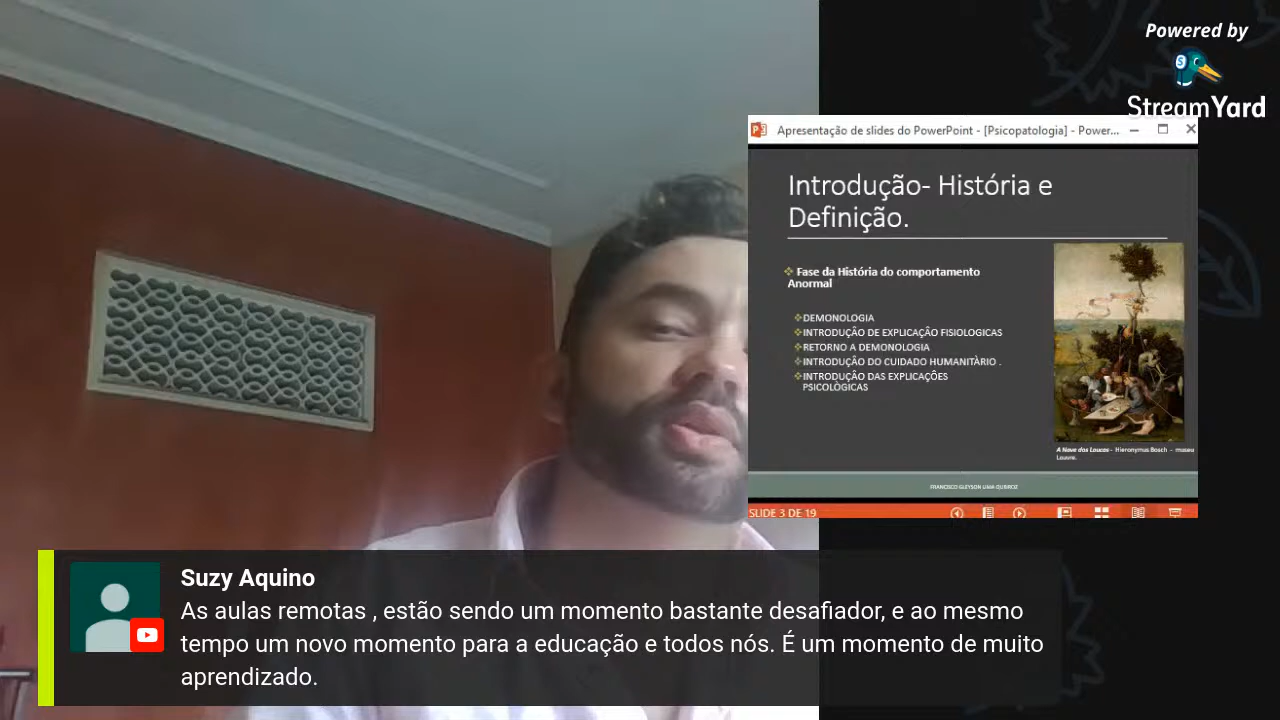 Powered by
StreamYard
Apresentação de slides do PowerPoint - [Psicopatologia] - Power...
Introdução- História e
Definição.
Fase da História do comportamento
Anormal
DEMONOLOGIA
INTRODUÇÃO DE EXPLICAÇÃO FISIOLOGICAS
RETORNO A DEMONOLOGIA
INTRODUÇÃO DO CUIDADO HUMANITÀRIO .
INTRODUÇÃO DAS EXPLICAÇÕES
PSICOLÒGICAS
A Nave dos Loucos - Hieronymus Bosch - museu
Louvre.
FRANCISCO GLEYSON LIMA QUEIROZ
SLIDE 3 DE 19
Suzy Aquino
As aulas remotas , estão sendo um momento bastante desafiador, e ao mesmo
tempo um novo momento para a educação e todos nós. É um momento de muito
aprendizado.